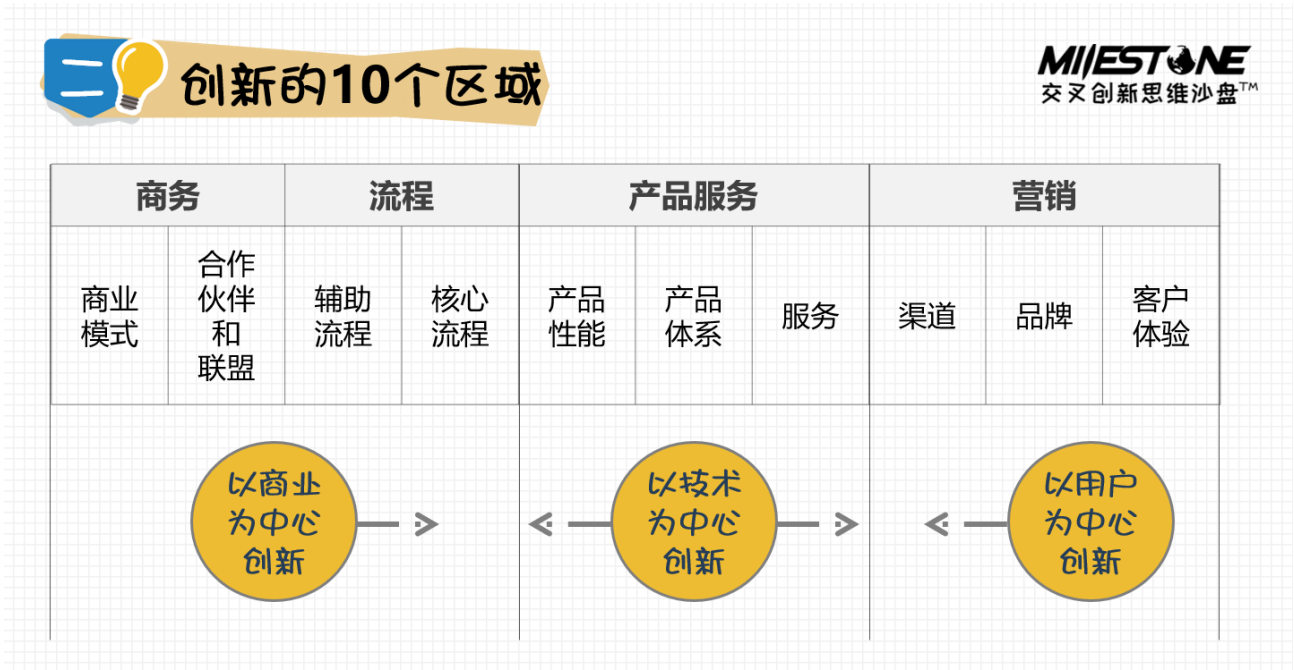 创新的10个区域
MILESTONE
交叉创新思维沙盘™
商务
流程
产品服务
营销
商业
模式
合作
伙伴
和
联盟
辅助
流程
核心
流程
产品
性能
产品
体系
服务
渠道
品牌
客户
体验
以商业
为中心
创新
以技术
为中心
创新
以用户
为中心
创新